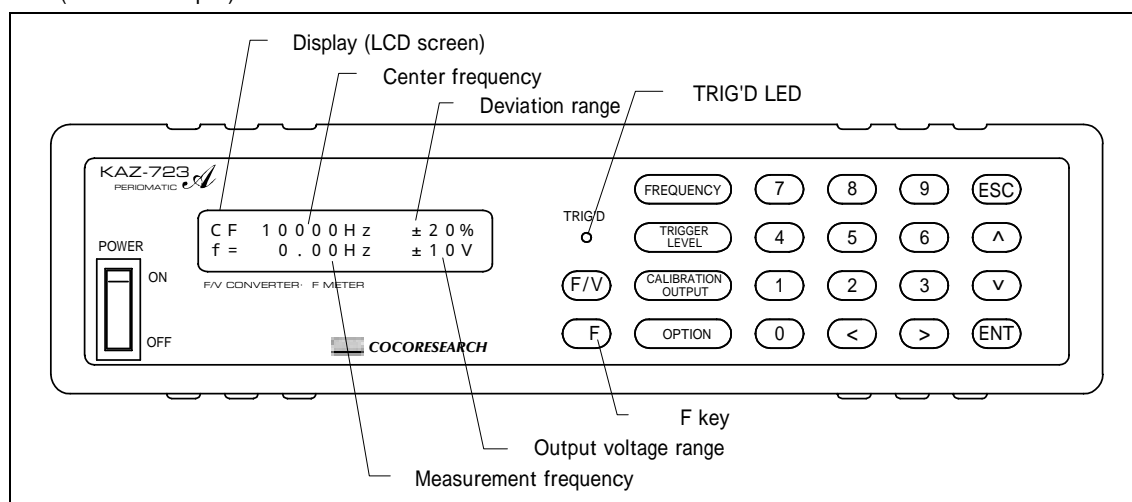 Display (LCD screen)
Center frequency
Deviation range
TRIG'D LED
KAZ-723 A
PERIOMATIC
CF 10000Hz ±20%
f= 0.00Hz ±10V
F/V CONVERTER· F METER
POWER
ON
OFF
COCORESEARCH
TRIG'D
F/V
F
FREQUENCY
TRIGGER
LEVEL
CALIBRATION
OUTPUT
OPTION
7 8 9 ESC
4 5 6 ^
1 2 3 v
0 < > ENT
F key
Output voltage range
Measurement frequency